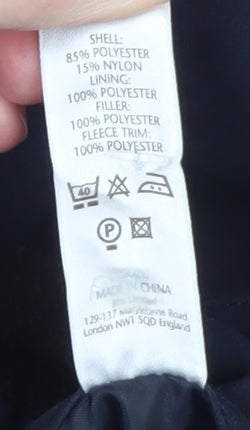 SHELL:
85% POLYESTER
15% NYLON
LINING:
100% POLYESTER
FILLER:
100% POLYESTER
FLEECE TRIM:
100% POLYESTER
40
P
MADE IN CHINA
129-137 Marylebone Road
London NW1 5QD England